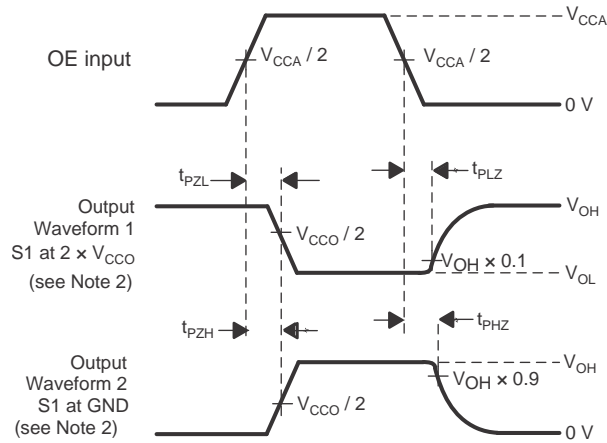 V_CCA
OE input
V_CCA / 2
V_CCA / 2
0 V
t_PZL
t_PLZ
Output
Waveform 1
S1 at 2 × V_CCO
(see Note 2)
V_OH
V_CCO / 2
V_OH × 0.1
V_OL
t_PZH
t_PHZ
Output
Waveform 2
S1 at GND
(see Note 2)
V_OH
V_OH × 0.9
V_CCO / 2
0 V